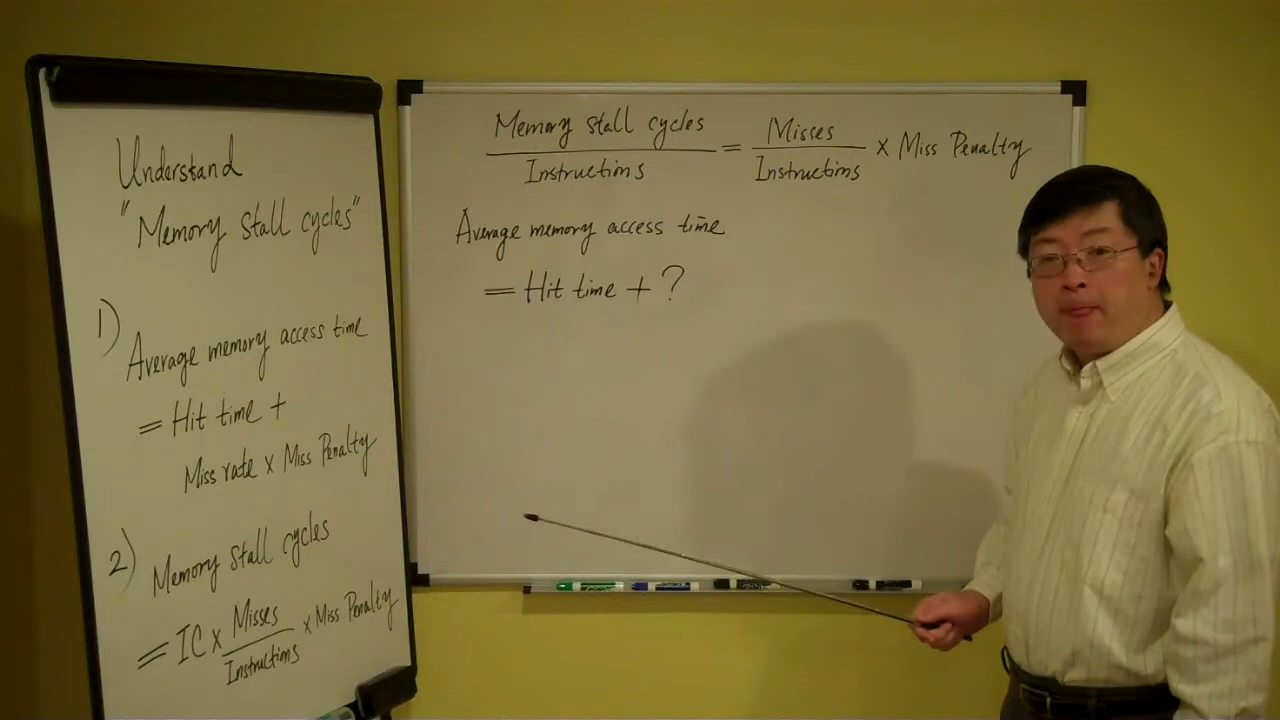 Understand
"Memory stall cycles"
1)
Average memory access time
= Hit time +
Miss rate × Miss Penalty
2)
Memory stall cycles
= IC × Misses × Miss Penalty
Instructions
Memory stall cycles = Misses × Miss Penalty
Instructions Instructions
Average memory access time
= Hit time + ?